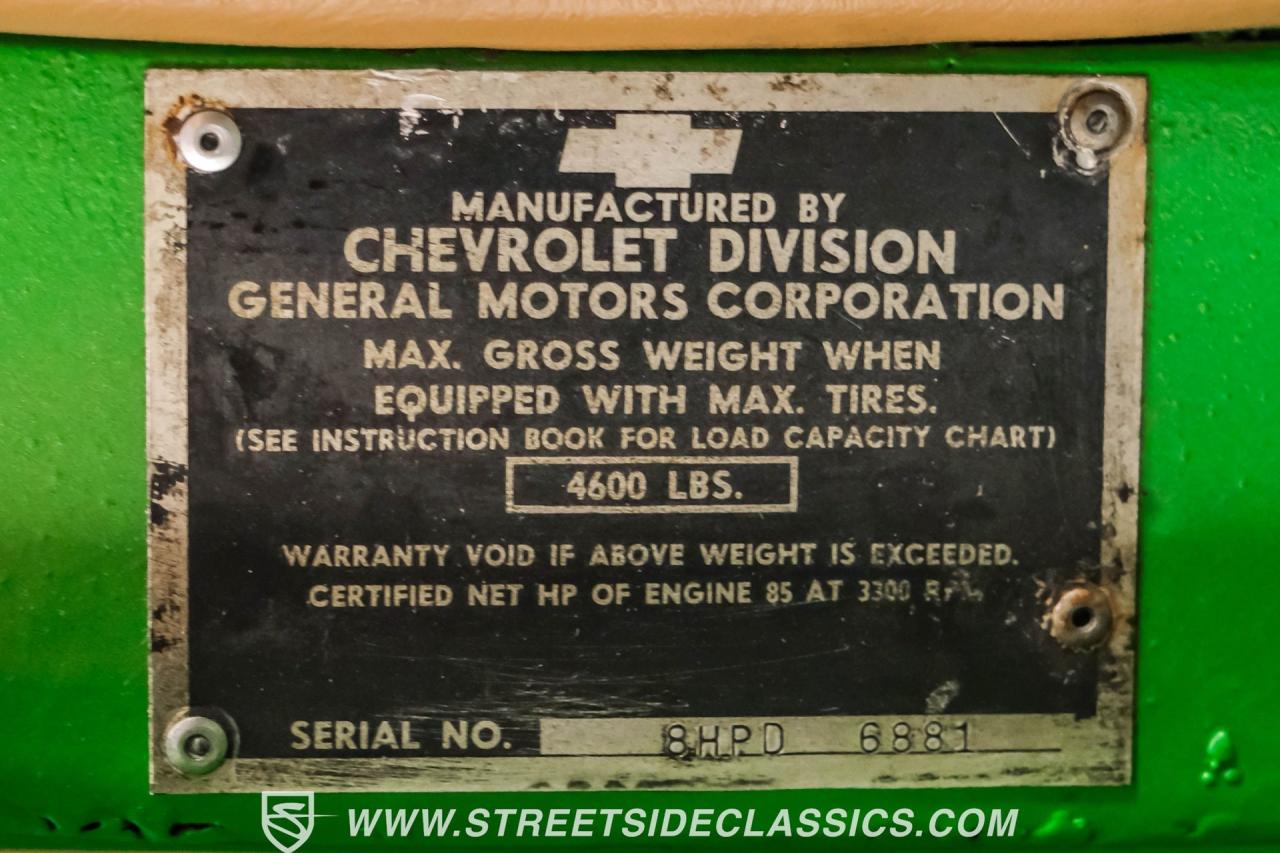 MANUFACTURED BY
CHEVROLET DIVISION
GENERAL MOTORS CORPORATION
MAX. GROSS WEIGHT WHEN
EQUIPPED WITH MAX. TIRES.
(SEE INSTRUCTION BOOK FOR LOAD CAPACITY CHART)
4600 LBS.
WARRANTY VOID IF ABOVE WEIGHT IS EXCEEDED.
CERTIFIED NET HP OF ENGINE 85 AT 3300
SERIAL NO. 8HPD 6881
WWW.STREETSIDECLASSICS.COM